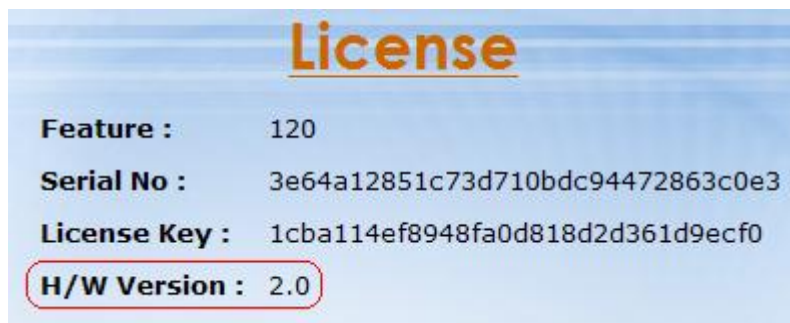 License
Feature : 120
Serial No : 3e64a12851c73d710bdc94472863c0e3
License Key : 1cba114ef8948fa0d818d2d361d9ecf0
H/W Version : 2.0